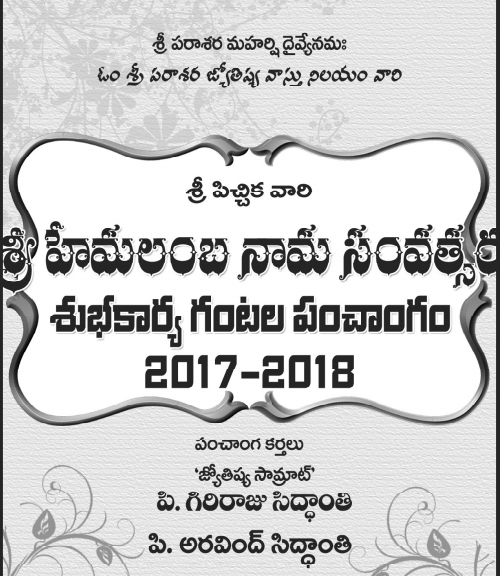 శ్రీ పరాశర మహర్షి దైవ్యేనమః
ఓం శ్రీ పరాశర జ్యోతిష్య వాస్తు నిలయం వారి
శ్రీ పిచ్చిక వారి
శ్రీ హేమలంబ నామ సంవత్సర
శుభకార్య గంటల పంచాంగం
2017-2018
పంచాంగ కర్తలు
'జ్యోతిష్య సామ్రాట్'
పి. గిరిరాజు సిద్ధాంతి
పి. అరవింద్ సిద్ధాంతి